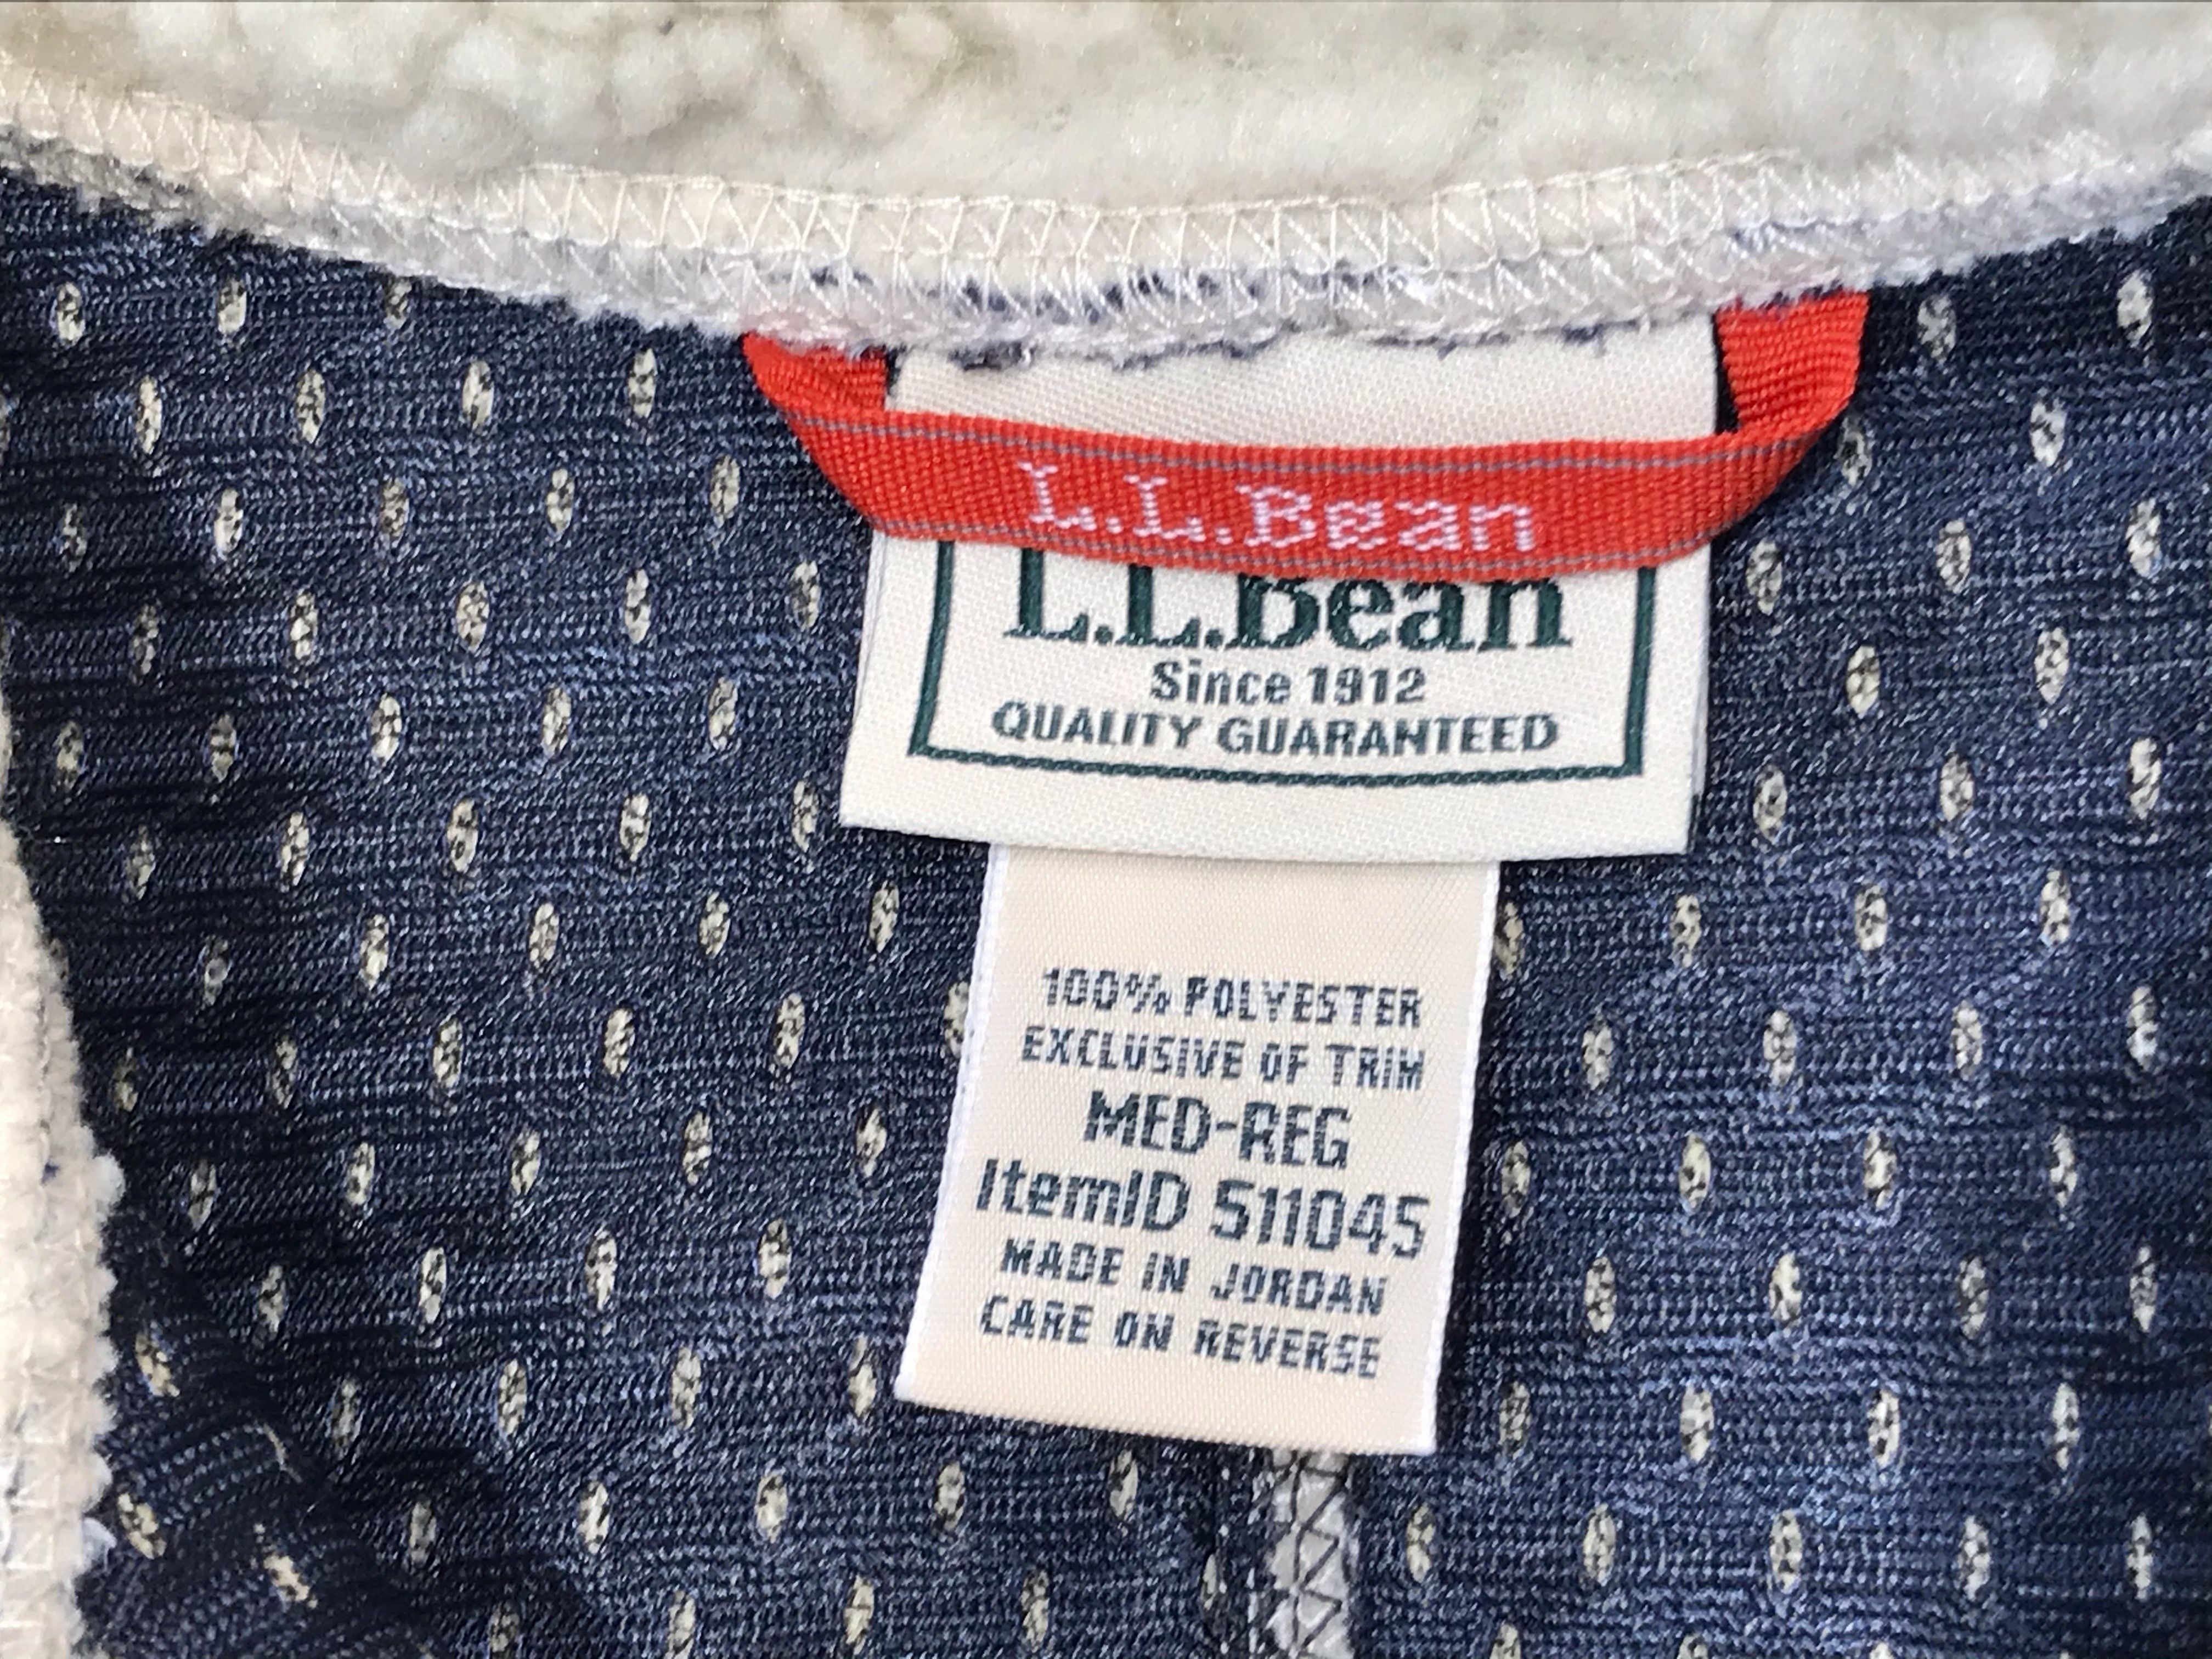 L.L.Bean
L.L.Bean
Since 1912
QUALITY GUARANTEED
100% POLYESTER
EXCLUSIVE OF TRIM
MED-REG
ItemID 511045
MADE IN JORDAN
CARE ON REVERSE